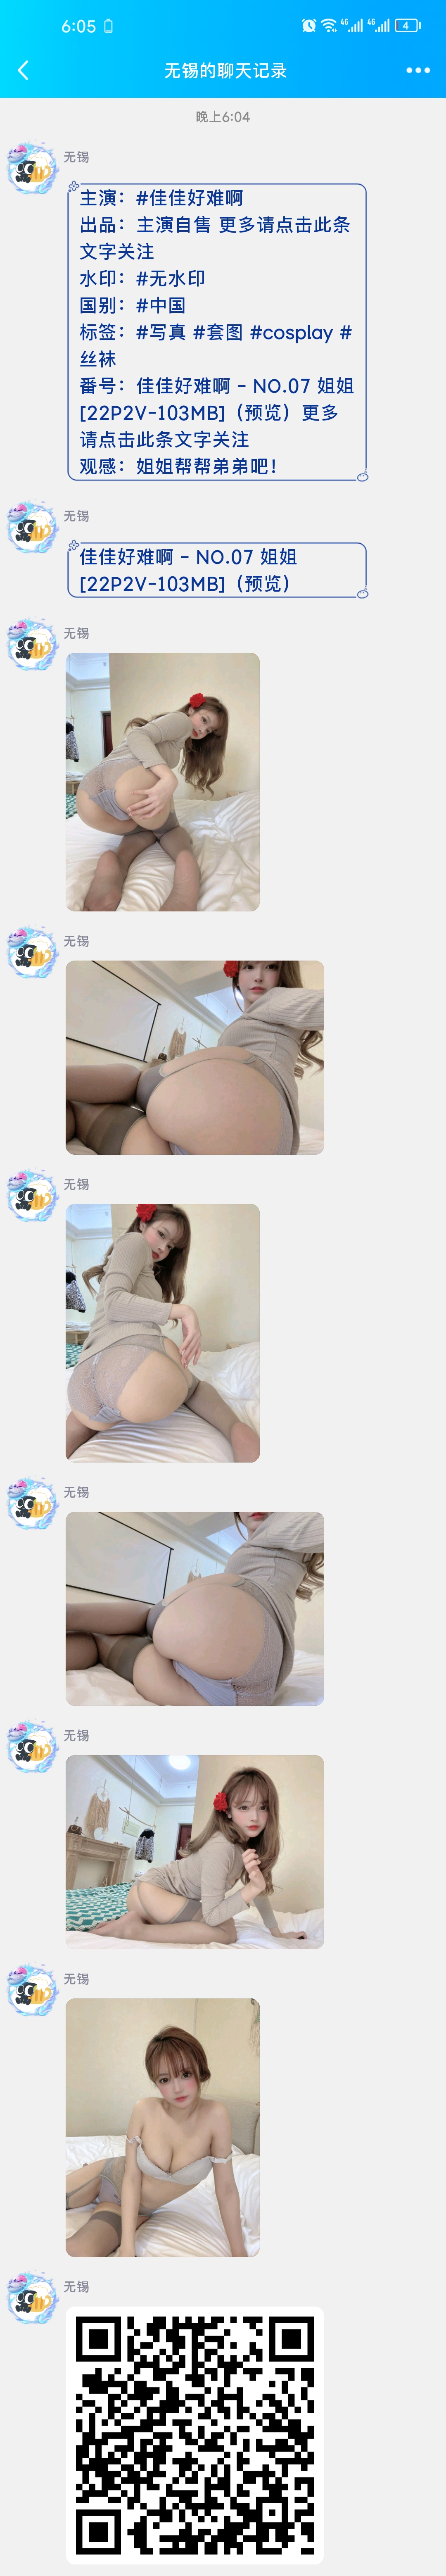 6:05
4G
4G
4
无锡的聊天记录
晚上6:04
无锡
主演：#佳佳好难啊
出品：主演自售 更多请点击此条
文字关注
水印：#无水印
国别：#中国
标签：#写真 #套图 #cosplay #
丝袜
番号：佳佳好难啊 - NO.07 姐姐
[22P2V-103MB]（预览）更多
请点击此条文字关注
观感：姐姐帮帮弟弟吧！
无锡
佳佳好难啊 - NO.07 姐姐
[22P2V-103MB]（预览）
无锡
无锡
无锡
无锡
无锡
无锡
无锡